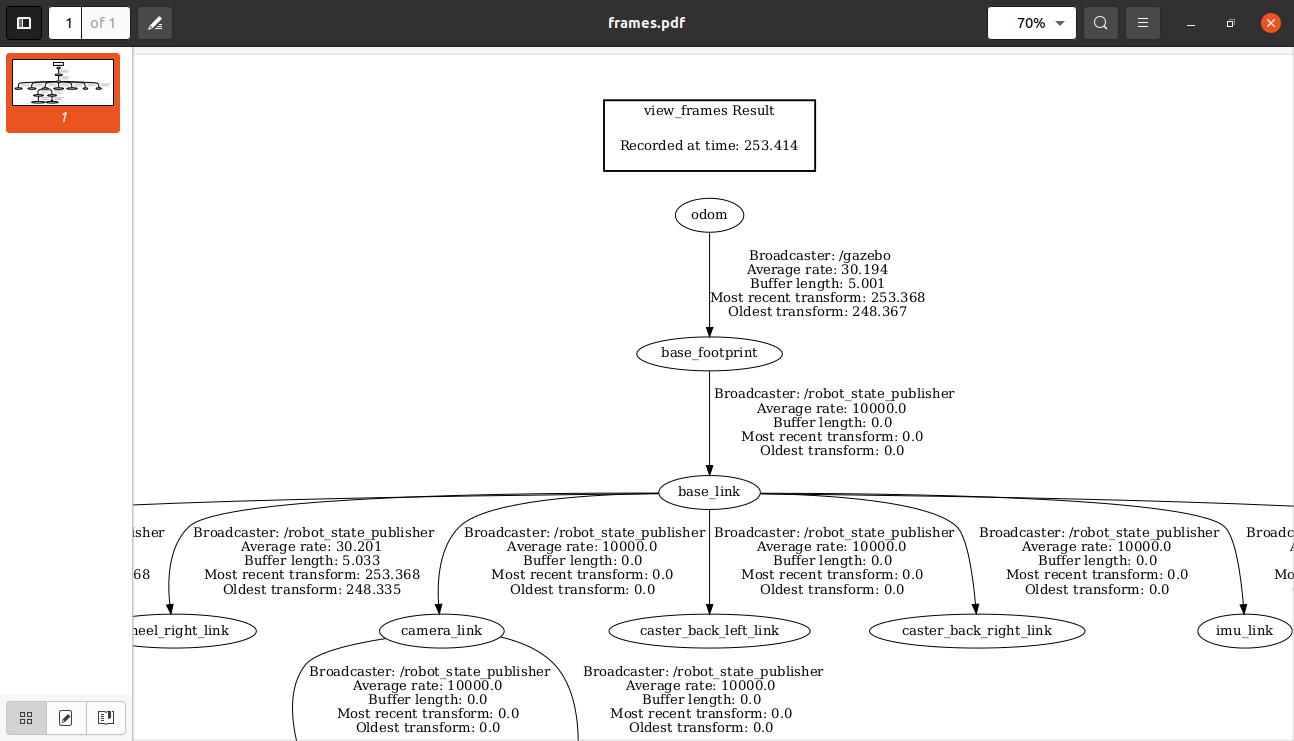 1 of 1
frames.pdf
70%
1
view_frames Result
Recorded at time: 253.414
odom
Broadcaster: /gazebo
Average rate: 30.194
Buffer length: 5.001
Most recent transform: 253.368
Oldest transform: 248.367
base_footprint
Broadcaster: /robot_state_publisher
Average rate: 10000.0
Buffer length: 0.0
Most recent transform: 0.0
Oldest transform: 0.0
base_link
isher
68
Broadcaster: /robot_state_publisher
Average rate: 30.201
Buffer length: 5.033
Most recent transform: 253.368
Oldest transform: 248.335
Broadcaster: /robot_state_publisher
Average rate: 10000.0
Buffer length: 0.0
Most recent transform: 0.0
Oldest transform: 0.0
Broadcaster: /robot_state_publisher
Average rate: 10000.0
Buffer length: 0.0
Most recent transform: 0.0
Oldest transform: 0.0
Broadcaster: /robot_state_publisher
Average rate: 10000.0
Buffer length: 0.0
Most recent transform: 0.0
Oldest transform: 0.0
Broadc
A
Mo
heel_right_link
camera_link
caster_back_left_link
caster_back_right_link
imu_link
Broadcaster: /robot_state_publisher
Average rate: 10000.0
Buffer length: 0.0
Most recent transform: 0.0
Oldest transform: 0.0
Broadcaster: /robot_state_publisher
Average rate: 10000.0
Buffer length: 0.0
Most recent transform: 0.0
Oldest transform: 0.0